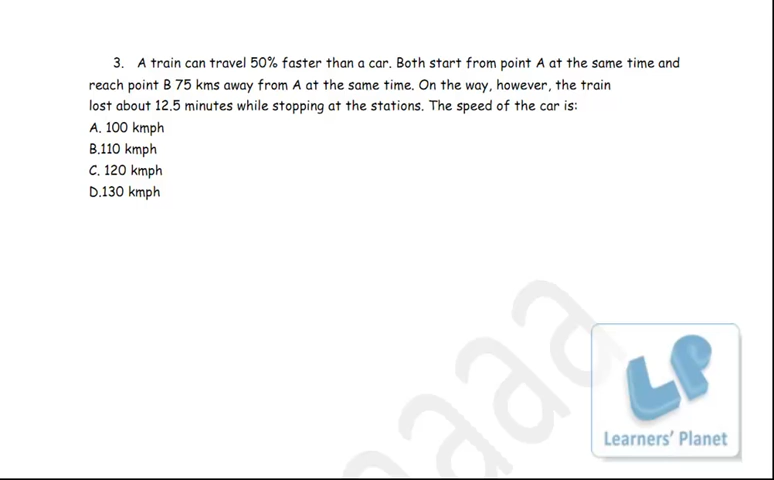 3. A train can travel 50% faster than a car. Both start from point A at the same time and
reach point B 75 kms away from A at the same time. On the way, however, the train
lost about 12.5 minutes while stopping at the stations. The speed of the car is:
A. 100 kmph
B.110 kmph
C. 120 kmph
D.130 kmph
LP
Learners' Planet